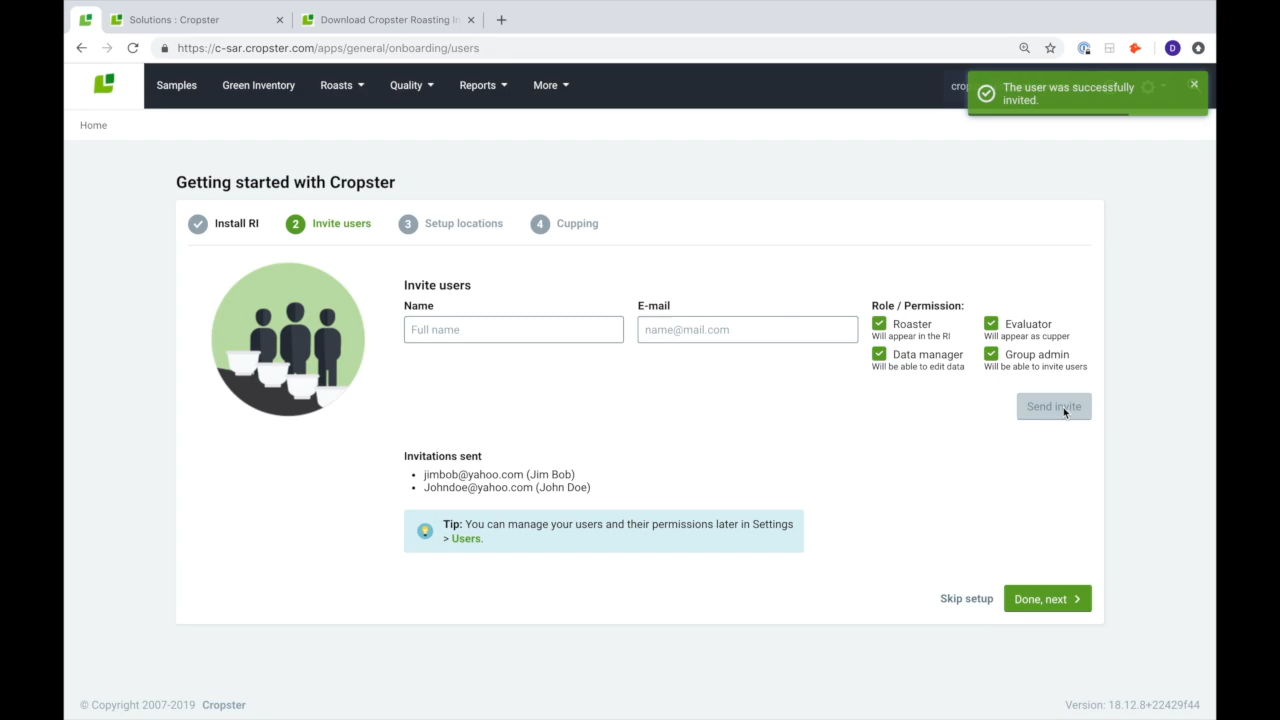 Solutions : Cropster
Download Cropster Roasting In
https://c-sar.cropster.com/apps/general/onboarding/users
D
Samples Green Inventory Roasts Quality Reports More
The user was successfully
invited.
Home
Getting started with Cropster
Install RI 2 Invite users 3 Setup locations 4 Cupping
Invite users
Name E-mail Role / Permission:
Full name name@mail.com
Roaster Evaluator
Will appear in the RI Will appear as cupper
Data manager Group admin
Will be able to edit data Will be able to invite users
Send invite
Invitations sent
• jimbob@yahoo.com (Jim Bob)
• Johndoe@yahoo.com (John Doe)
Tip: You can manage your users and their permissions later in Settings
> Users.
Skip setup Done, next
© Copyright 2007-2019 Cropster Version: 18.12.8+22429f44